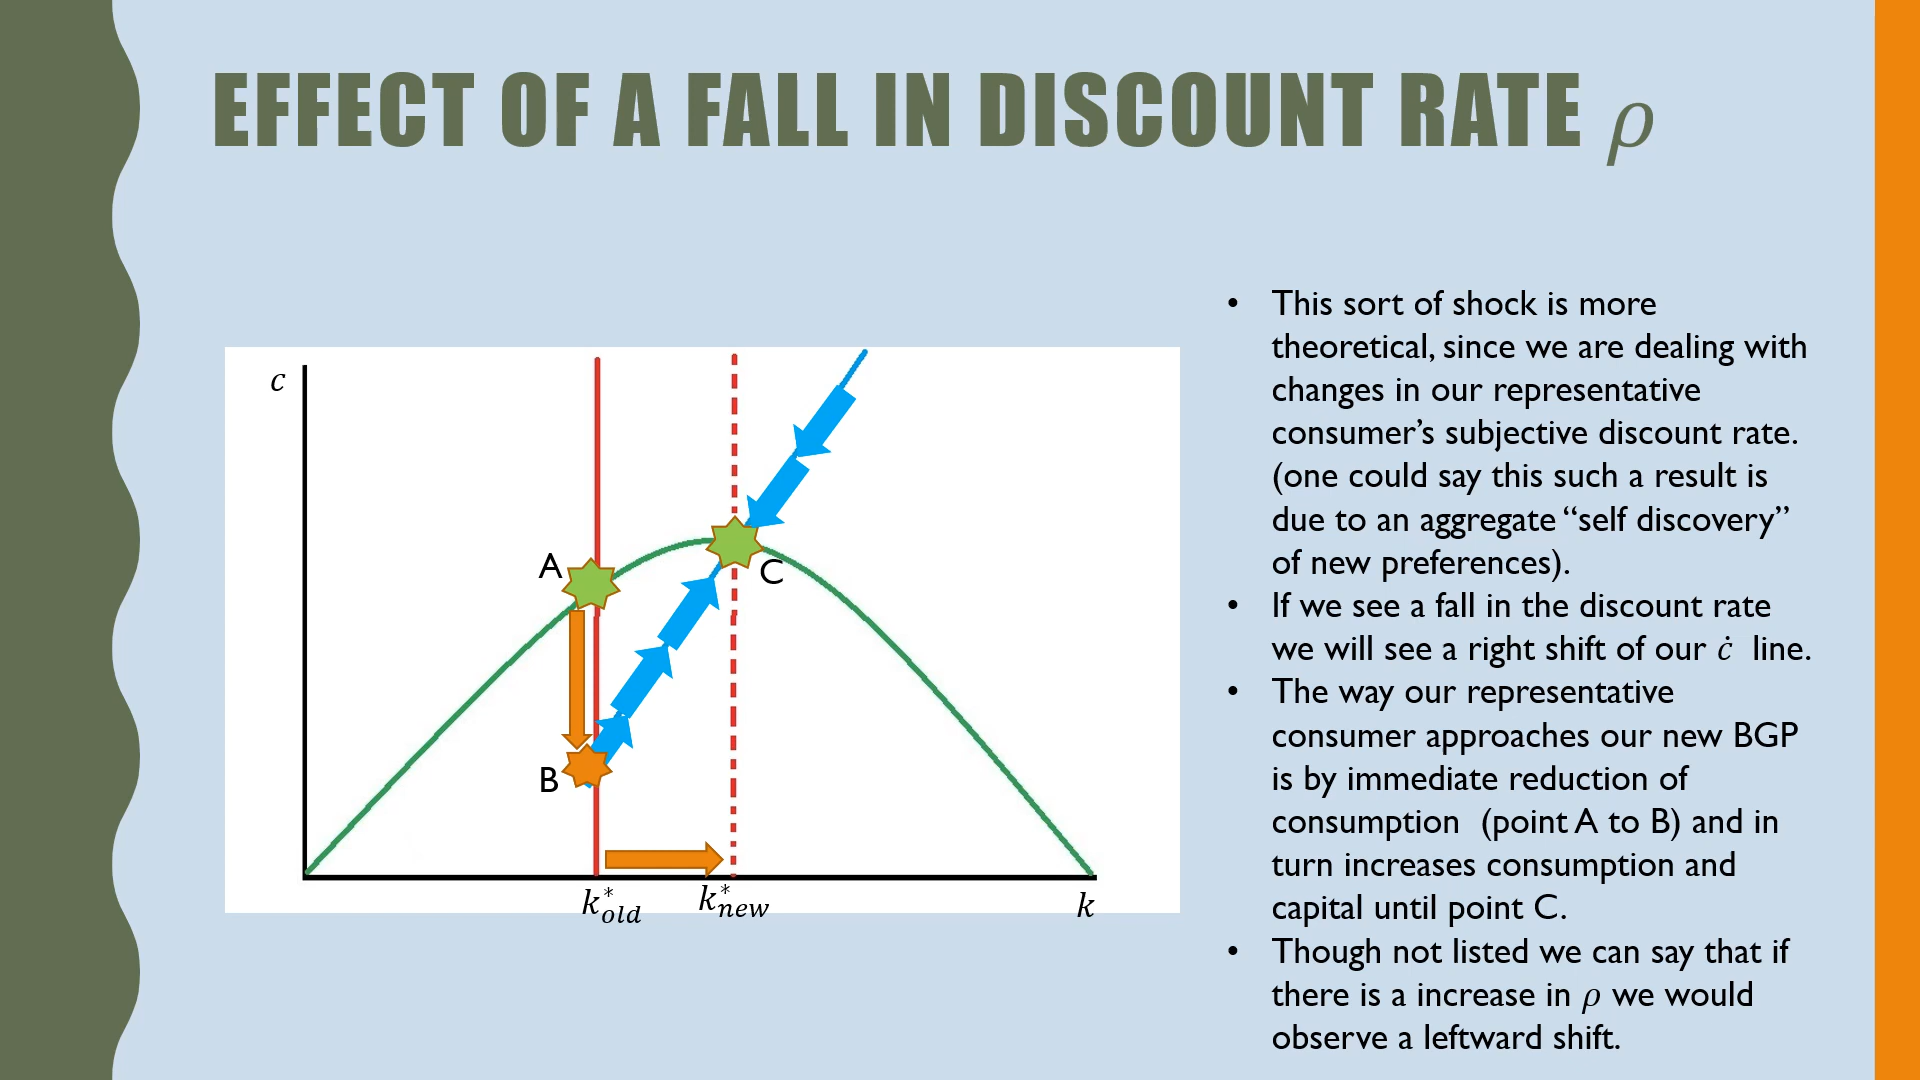 EFFECT OF A FALL IN DISCOUNT RATE ρ
c
A
C
B
k*old
k*new
k
• This sort of shock is more
theoretical, since we are dealing with
changes in our representative
consumer’s subjective discount rate.
(one could say this such a result is
due to an aggregate “self discovery”
of new preferences).
• If we see a fall in the discount rate
we will see a right shift of our ċ line.
• The way our representative
consumer approaches our new BGP
is by immediate reduction of
consumption (point A to B) and in
turn increases consumption and
capital until point C.
• Though not listed we can say that if
there is a increase in ρ we would
observe a leftward shift.